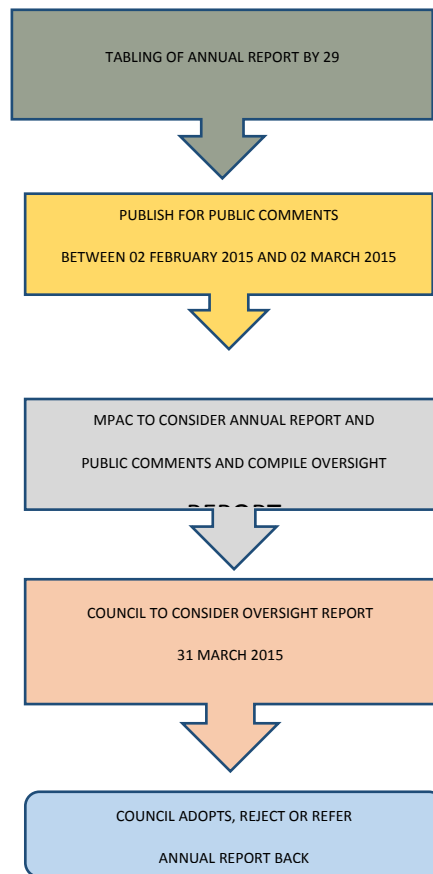 TABLING OF ANNUAL REPORT BY 29
PUBLISH FOR PUBLIC COMMENTS
BETWEEN 02 FEBRUARY 2015 AND 02 MARCH 2015
MPAC TO CONSIDER ANNUAL REPORT AND
PUBLIC COMMENTS AND COMPILE OVERSIGHT
REPORT
COUNCIL TO CONSIDER OVERSIGHT REPORT
31 MARCH 2015
COUNCIL ADOPTS, REJECT OR REFER
ANNUAL REPORT BACK